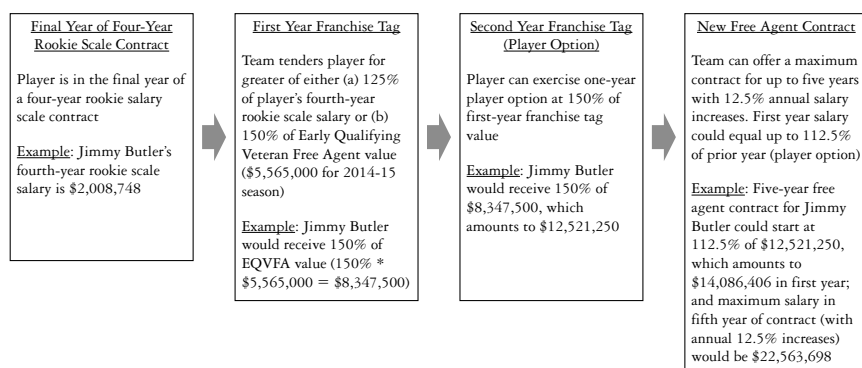 Final Year of Four-Year
Rookie Scale Contract
Player is in the final year of
a four-year rookie salary
scale contract
Example: Jimmy Butler's
fourth-year rookie scale
salary is $2,008,748
First Year Franchise Tag
Team tenders player for
greater of either (a) 125%
of player's fourth-year
rookie scale salary or (b)
150% of Early Qualifying
Veteran Free Agent value
($5,565,000 for 2014-15
season)
Example: Jimmy Butler
would receive 150% of
EQVFA value (150% *
$5,565,000 = $8,347,500)
Second Year Franchise Tag
(Player Option)
Player can exercise one-year
player option at 150% of
first-year franchise tag
value
Example: Jimmy Butler
would receive 150% of
$8,347,500, which
amounts to $12,521,250
New Free Agent Contract
Team can offer a maximum
contract for up to five years
with 12.5% annual salary
increases. First year salary
could equal up to 112.5%
of prior year (player option)
Example: Five-year free
agent contract for Jimmy
Butler could start at
112.5% of $12,521,250,
which amounts to
$14,086,406 in first year;
and maximum salary in
fifth year of contract (with
annual 12.5% increases)
would be $22,563,698